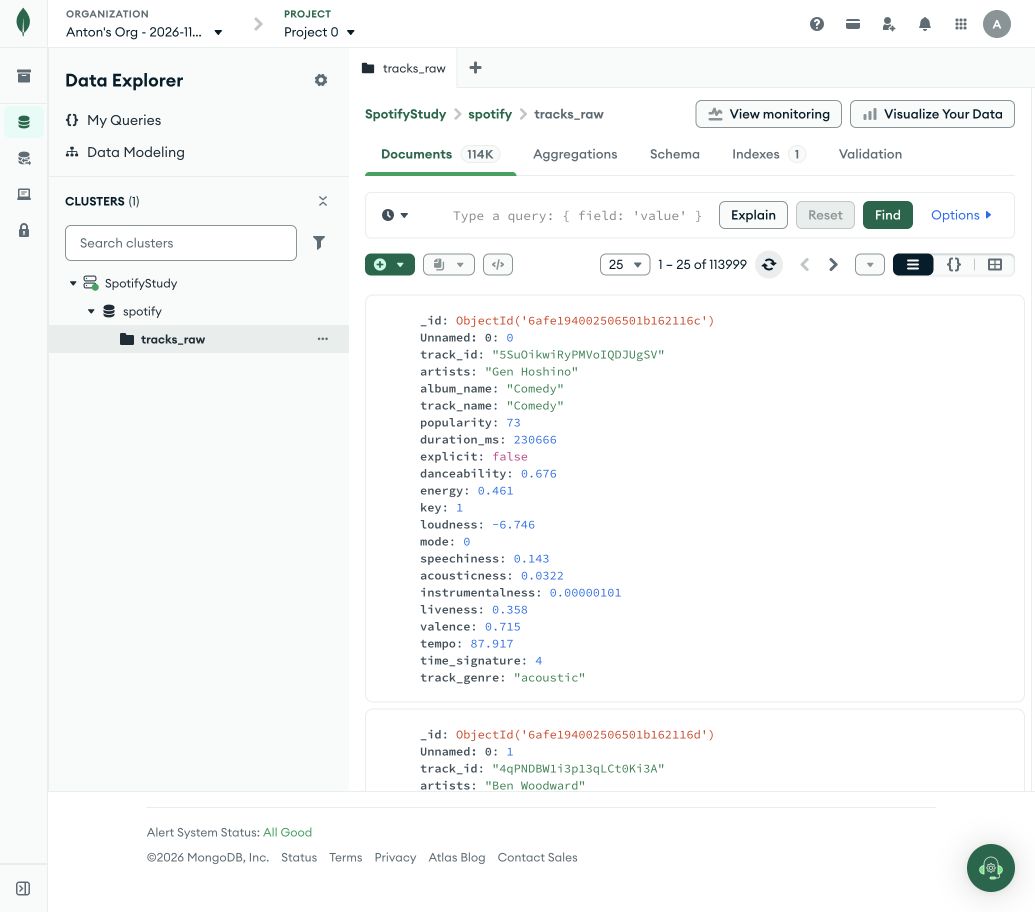 ORGANIZATION
Anton's Org - 2026-11...
PROJECT
Project 0
A
Data Explorer
My Queries
Data Modeling
CLUSTERS (1)
Search clusters
SpotifyStudy
spotify
tracks_raw
tracks_raw
SpotifyStudy > spotify > tracks_raw
View monitoring
Visualize Your Data
Documents 114K Aggregations Schema Indexes 1 Validation
Type a query: { field: 'value' }
Explain Reset Find Options
25 1 – 25 of 113999
_id: ObjectId('6afe194002506501b162116c')
Unnamed: 0: 0
track_id: "5SuOikwiRyPMVoIQDJUgSV"
artists: "Gen Hoshino"
album_name: "Comedy"
track_name: "Comedy"
popularity: 73
duration_ms: 230666
explicit: false
danceability: 0.676
energy: 0.461
key: 1
loudness: -6.746
mode: 0
speechiness: 0.143
acousticness: 0.0322
instrumentalness: 0.00000101
liveness: 0.358
valence: 0.715
tempo: 87.917
time_signature: 4
track_genre: "acoustic"
_id: ObjectId('6afe194002506501b162116d')
Unnamed: 0: 1
track_id: "4qPNDBW1i3p13qLCt0Ki3A"
artists: "Ben Woodward"
Alert System Status: All Good
©2026 MongoDB, Inc. Status Terms Privacy Atlas Blog Contact Sales